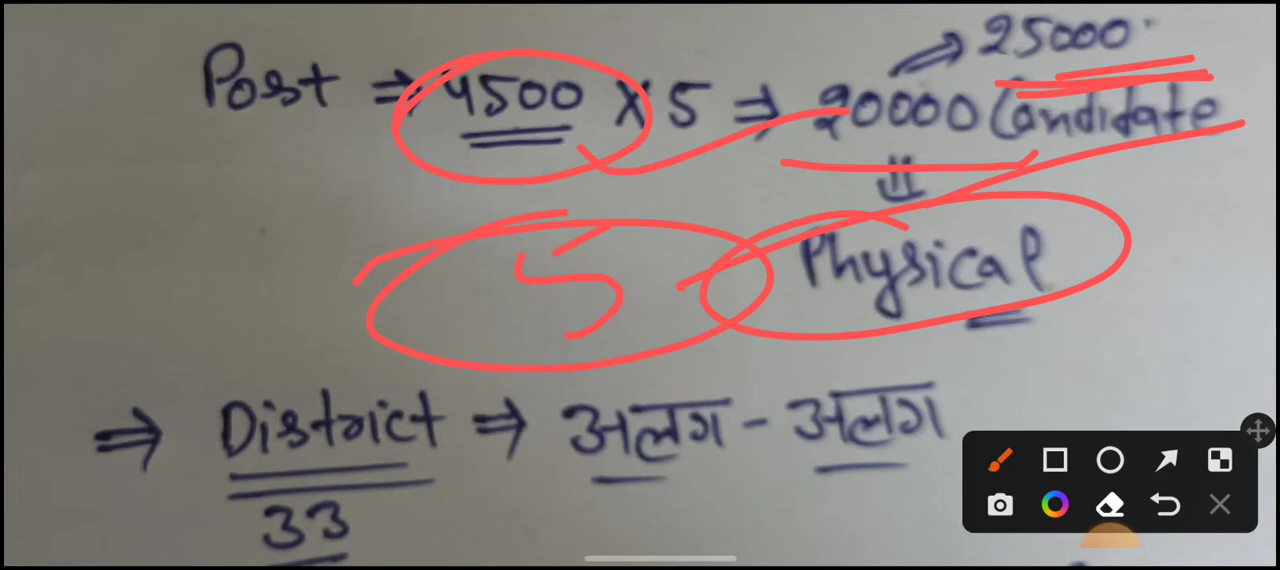 25000
Post ⇒ 4500 X 5 ⇒ 20000 Candidate
5 Physical
⇒ District ⇒ अलग - अलग
33